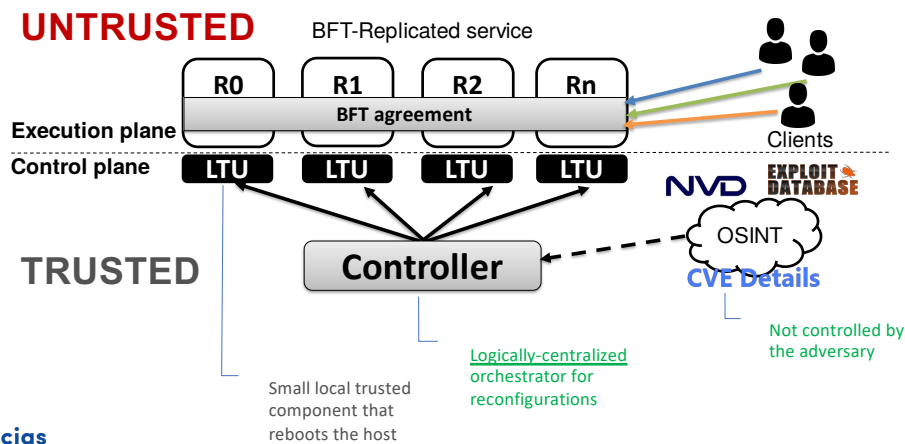 UNTRUSTED
BFT-Replicated service
R0 R1 R2 Rn
BFT agreement
Execution plane
Clients
Control plane
LTU LTU LTU LTU
NVD
EXPLOIT
DATABASE
OSINT
TRUSTED
Controller
CVE Details
Not controlled by
the adversary
Logically-centralized
orchestrator for
reconfigurations
Small local trusted
component that
reboots the host